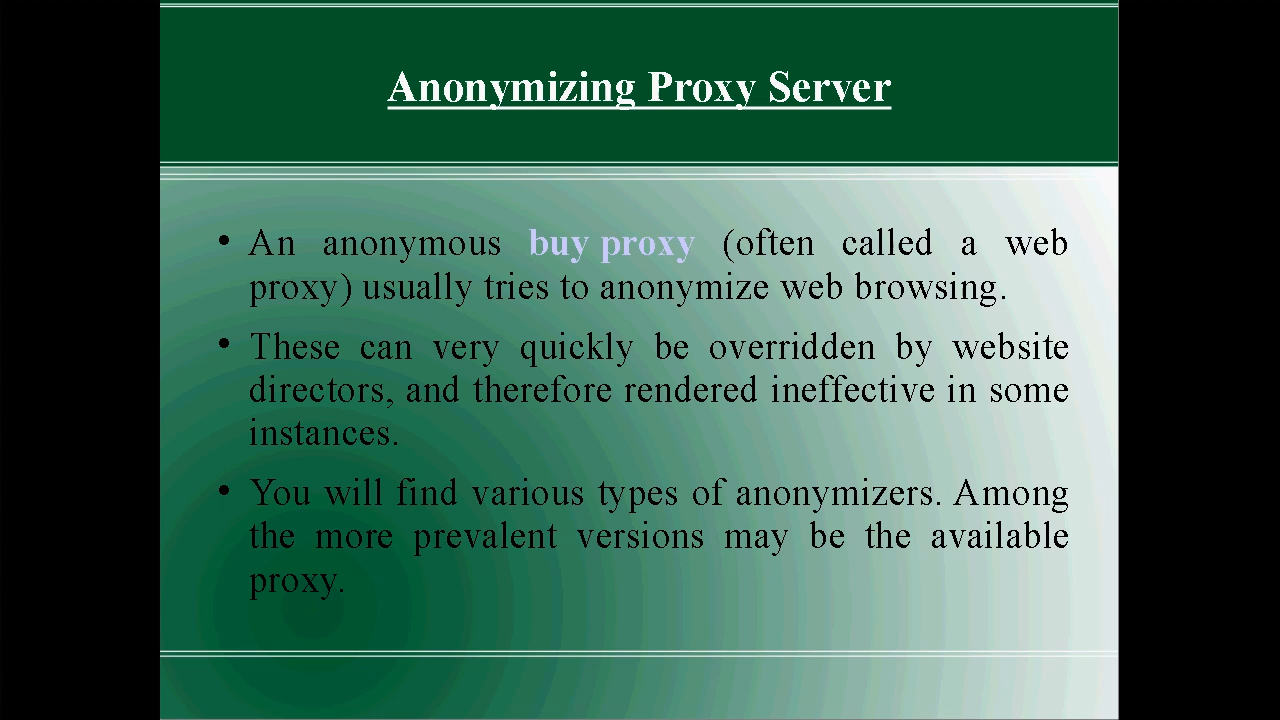 Anonymizing Proxy Server
• An anonymous buy proxy (often called a web
proxy) usually tries to anonymize web browsing.
• These can very quickly be overridden by website
directors, and therefore rendered ineffective in some
instances.
• You will find various types of anonymizers. Among
the more prevalent versions may be the available
proxy.